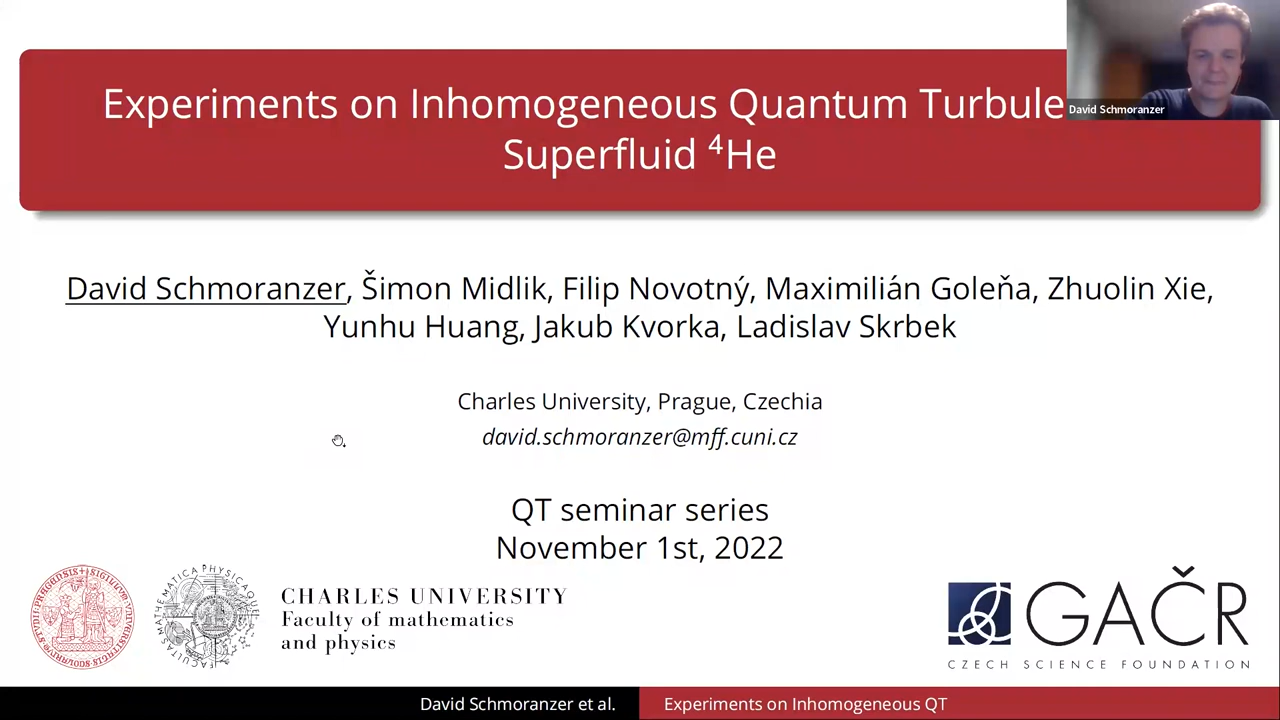 Experiments on Inhomogeneous Quantum Turbule
Superfluid ⁴He
David Schmoranzer
David Schmoranzer, Šimon Midlik, Filip Novotný, Maximilián Goleňa, Zhuolin Xie,
Yunhu Huang, Jakub Kvorka, Ladislav Skrbek
Charles University, Prague, Czechia
david.schmoranzer@mff.cuni.cz
QT seminar series
November 1st, 2022
CHARLES UNIVERSITY
Faculty of mathematics
and physics
GAČR
CZECH SCIENCE FOUNDATION
David Schmoranzer et al.
Experiments on Inhomogeneous QT